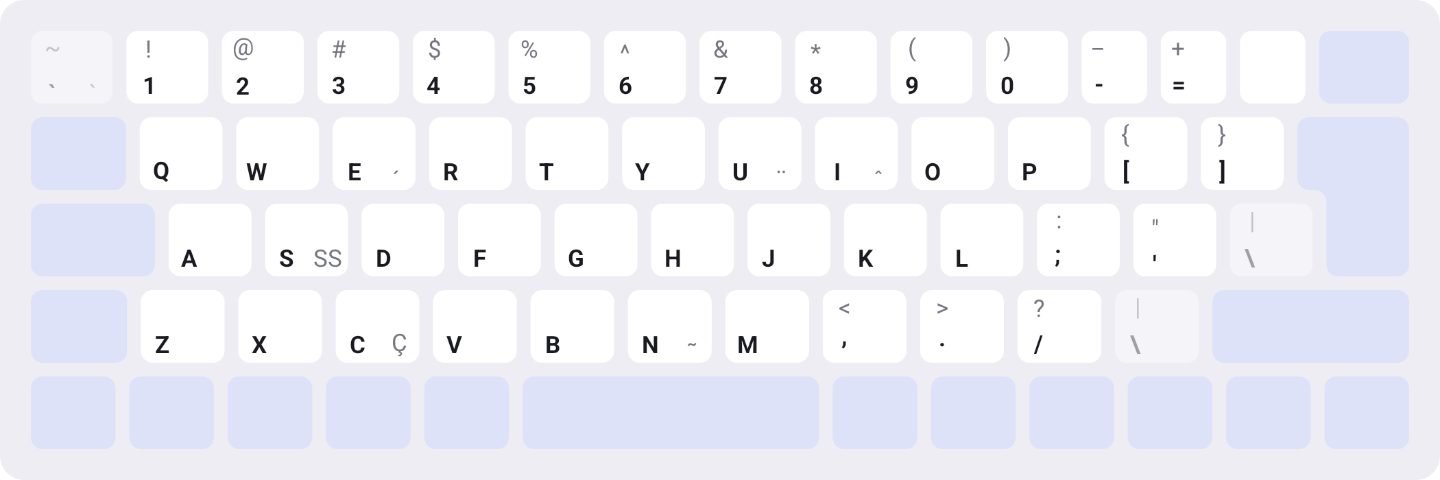 ~ ! @ # $ % ^ & * ( ) – +
` ` 1 2 3 4 5 6 7 8 9 0 - =
{ }
Q W E ´ R T Y U ¨ I ^ O P [ ]
: " |
A S SS D F G H J K L ; ' \
< > ? |
Z X C Ç V B N ~ M , . / \